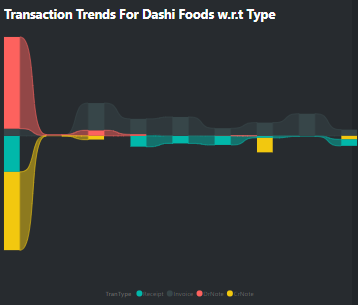 Transaction Trends For Dashi Foods w.r.t Type
TranType Receipt Invoice DrNote CrNote